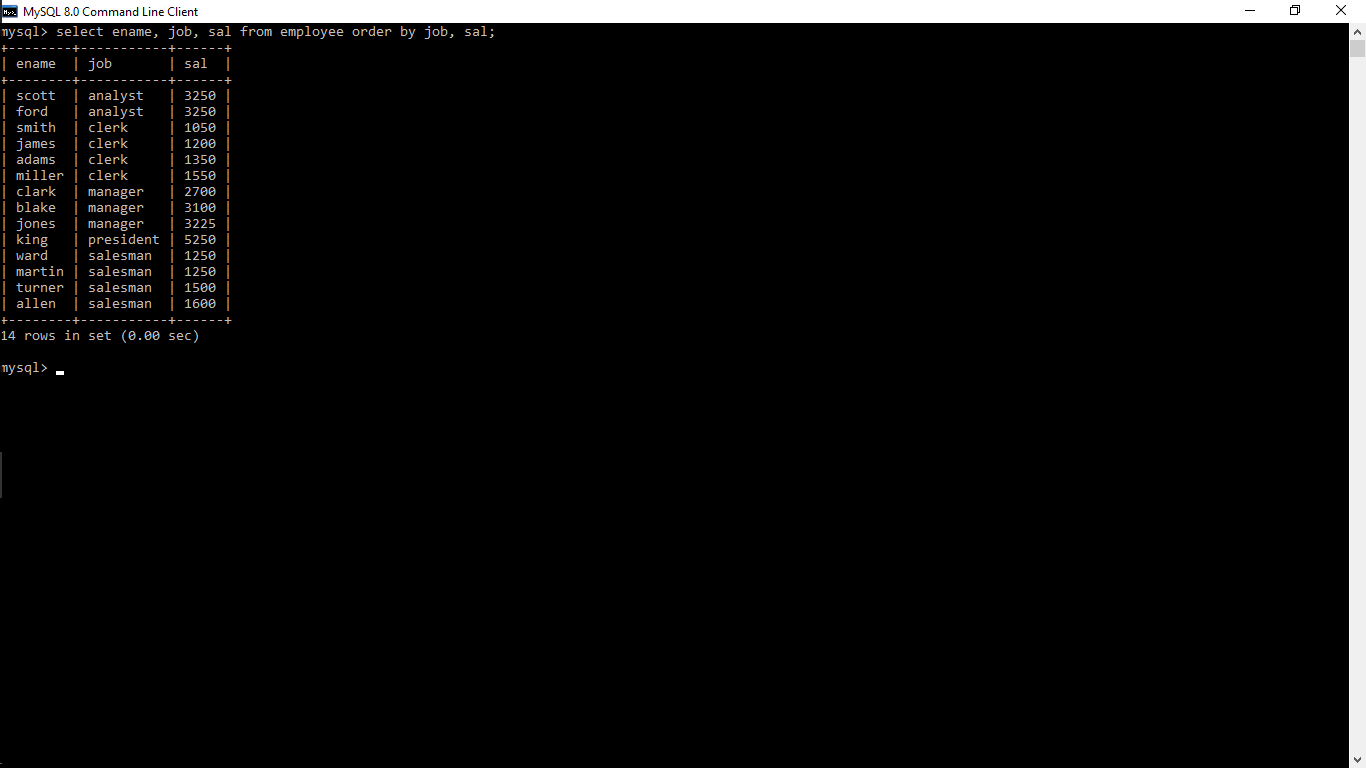 MySQL 8.0 Command Line Client
mysql> select ename, job, sal from employee order by job, sal;
+--------+-----------+------+
| ename  | job       | sal  |
+--------+-----------+------+
| scott  | analyst   | 3250 |
| ford   | analyst   | 3250 |
| smith  | clerk     | 1050 |
| james  | clerk     | 1200 |
| adams  | clerk     | 1350 |
| miller | clerk     | 1550 |
| clark  | manager   | 2700 |
| blake  | manager   | 3100 |
| jones  | manager   | 3225 |
| king   | president | 5250 |
| ward   | salesman  | 1250 |
| martin | salesman  | 1250 |
| turner | salesman  | 1500 |
| allen  | salesman  | 1600 |
+--------+-----------+------+
14 rows in set (0.00 sec)
mysql>